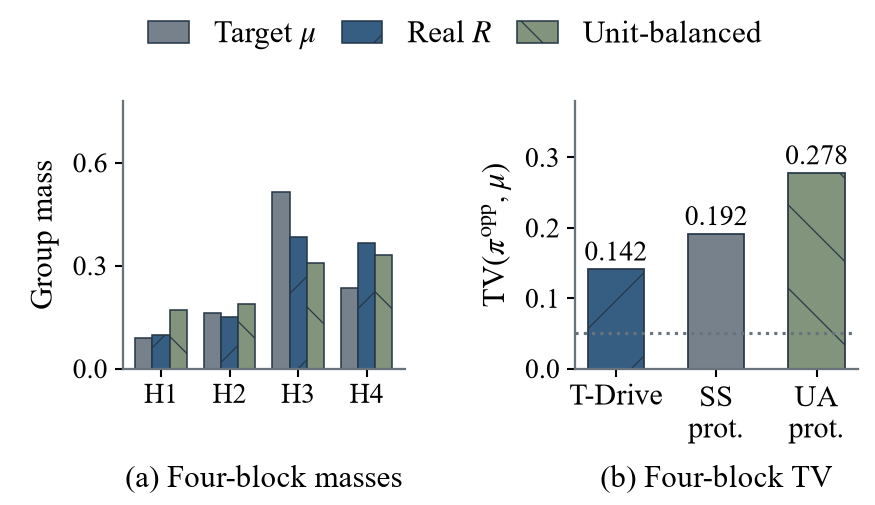 Target μ Real R Unit-balanced
Group mass
0.6
0.3
0.0
H1 H2 H3 H4
(a) Four-block masses
TV(π^opp, μ)
0.3
0.2
0.1
0.0
0.142
0.192
0.278
T-Drive SS prot. UA prot.
(b) Four-block TV